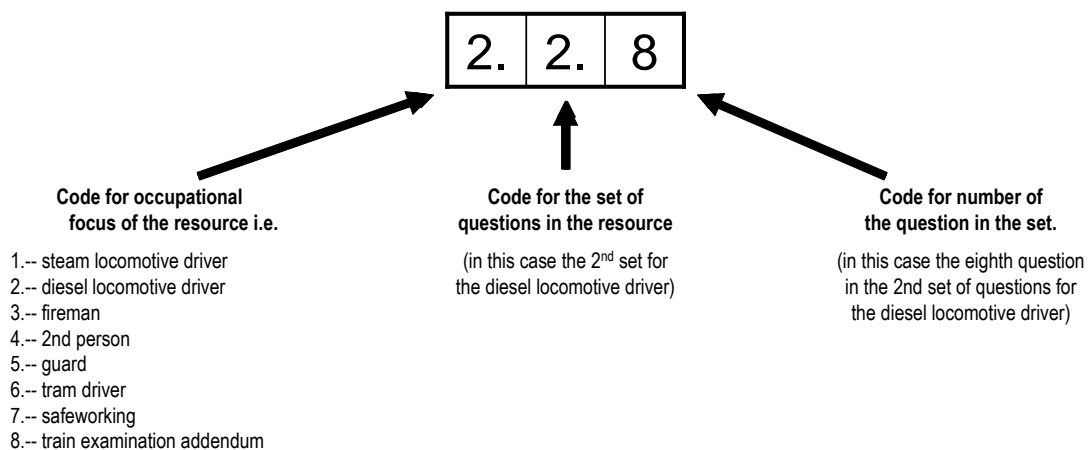 2. 2. 8
Code for occupational
focus of the resource i.e.
1.-- steam locomotive driver
2.-- diesel locomotive driver
3.-- fireman
4.-- 2nd person
5.-- guard
6.-- tram driver
7.-- safeworking
8.-- train examination addendum
Code for the set of
questions in the resource
(in this case the 2nd set for
the diesel locomotive driver)
Code for number of
the question in the set.
(in this case the eighth question
in the 2nd set of questions for
the diesel locomotive driver)